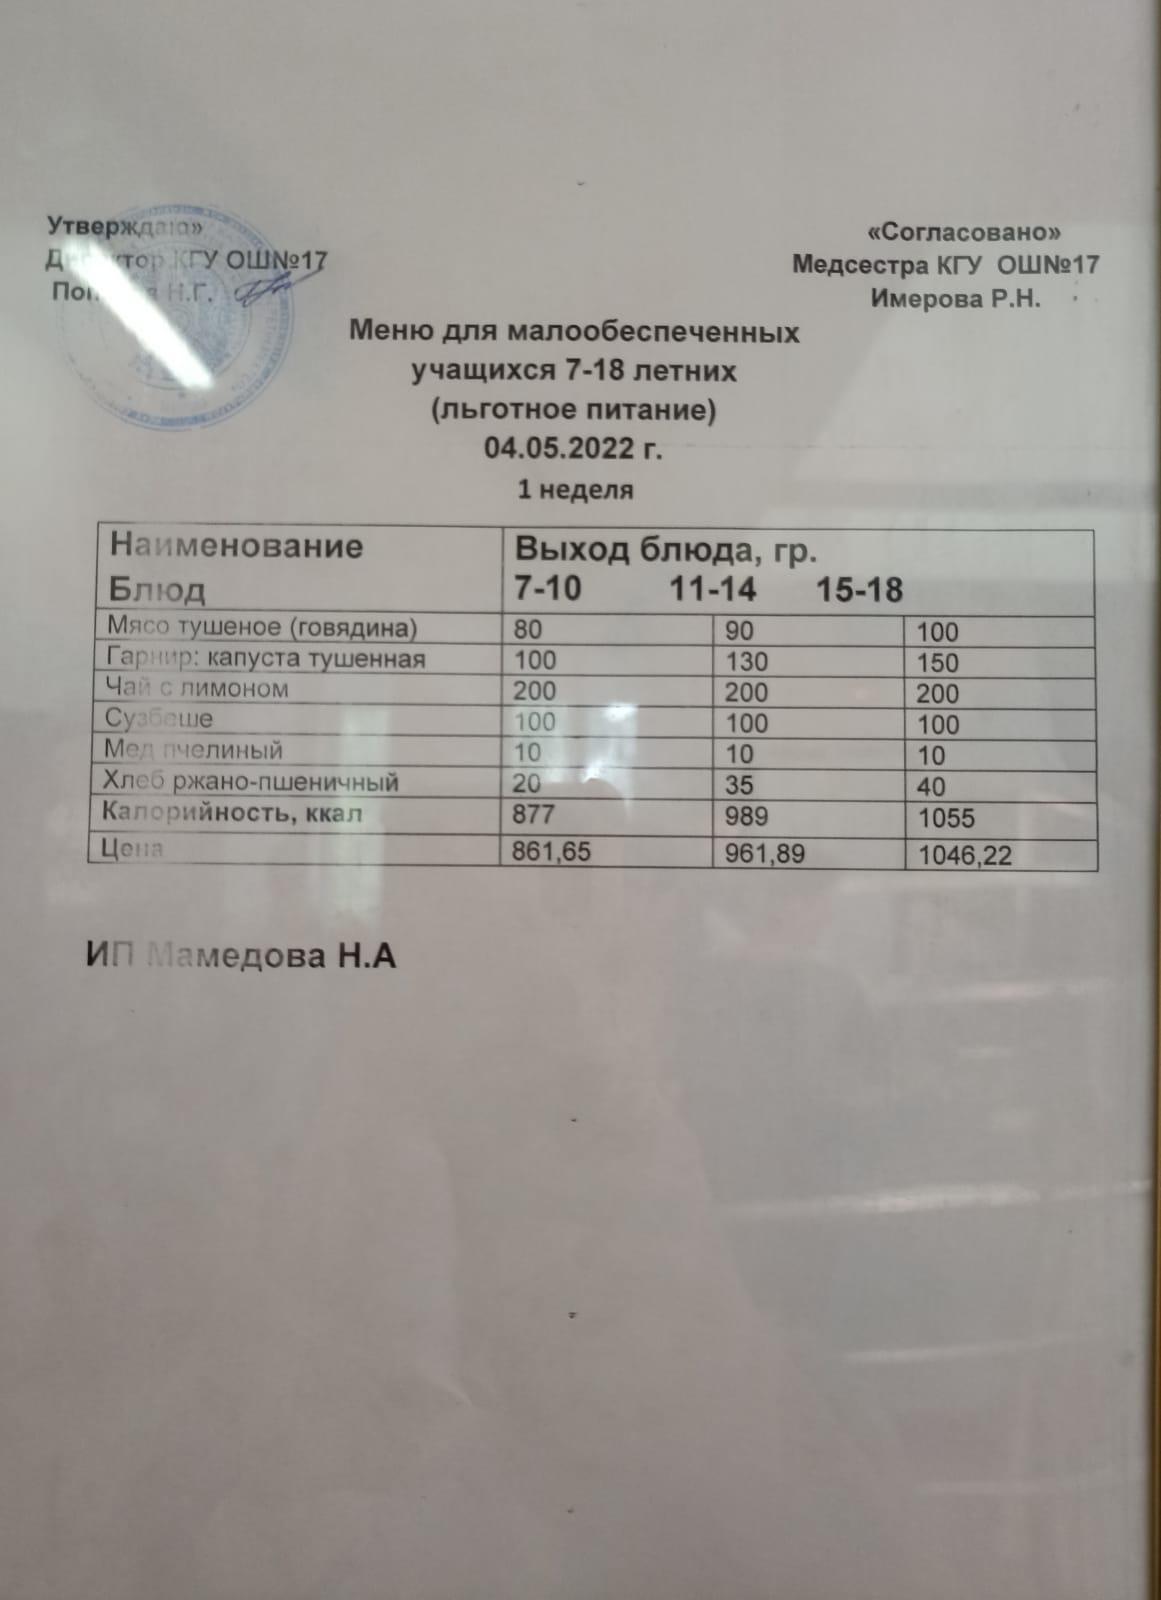 Утверждаю»
«Согласовано»
Директор КГУ ОШ№17
Медсестра КГУ ОШ№17
Н.Г.
Имерова Р.Н.
Меню для малообеспеченных
учащихся 7-18 летних
(льготное питание)
04.05.2022 г.
1 неделя
Наименование Выход блюда, гр.
Блюд 7-10 11-14 15-18
Мясо тушеное (говядина) 80 90 100
Гарнир: капуста тушенная 100 130 150
Чай с лимоном 200 200 200
Сузбеше 100 100 100
Мед пчелиный 10 10 10
Хлеб ржано-пшеничный 20 35 40
Калорийность, ккал 877 989 1055
Цена 861,65 961,89 1046,22
ИП Мамедова Н.А